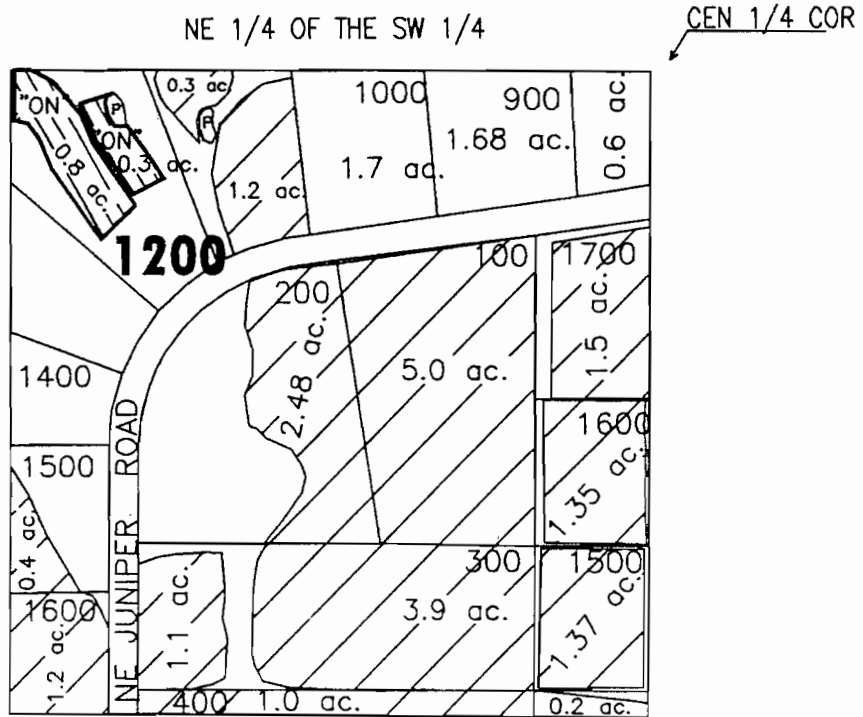 NE 1/4 OF THE SW 1/4
CEN 1/4 COR
"ON"
0.8 ac.
P
"ON"
0.3 ac.
0.3 ac
P
1.2 ac.
1000
1.7 ac.
900
1.68 ac.
0.6 ac.
1200
200
2.48 ac.
100
5.0 ac.
1700
1.5 ac.
1400
1600
1.35 ac.
1500
0.4 ac.
NE JUNIPER ROAD
300
3.9 ac.
1500
1.37 ac.
1.1 ac.
1600
1.2 ac.
400 1.0 ac.
0.2 ac.